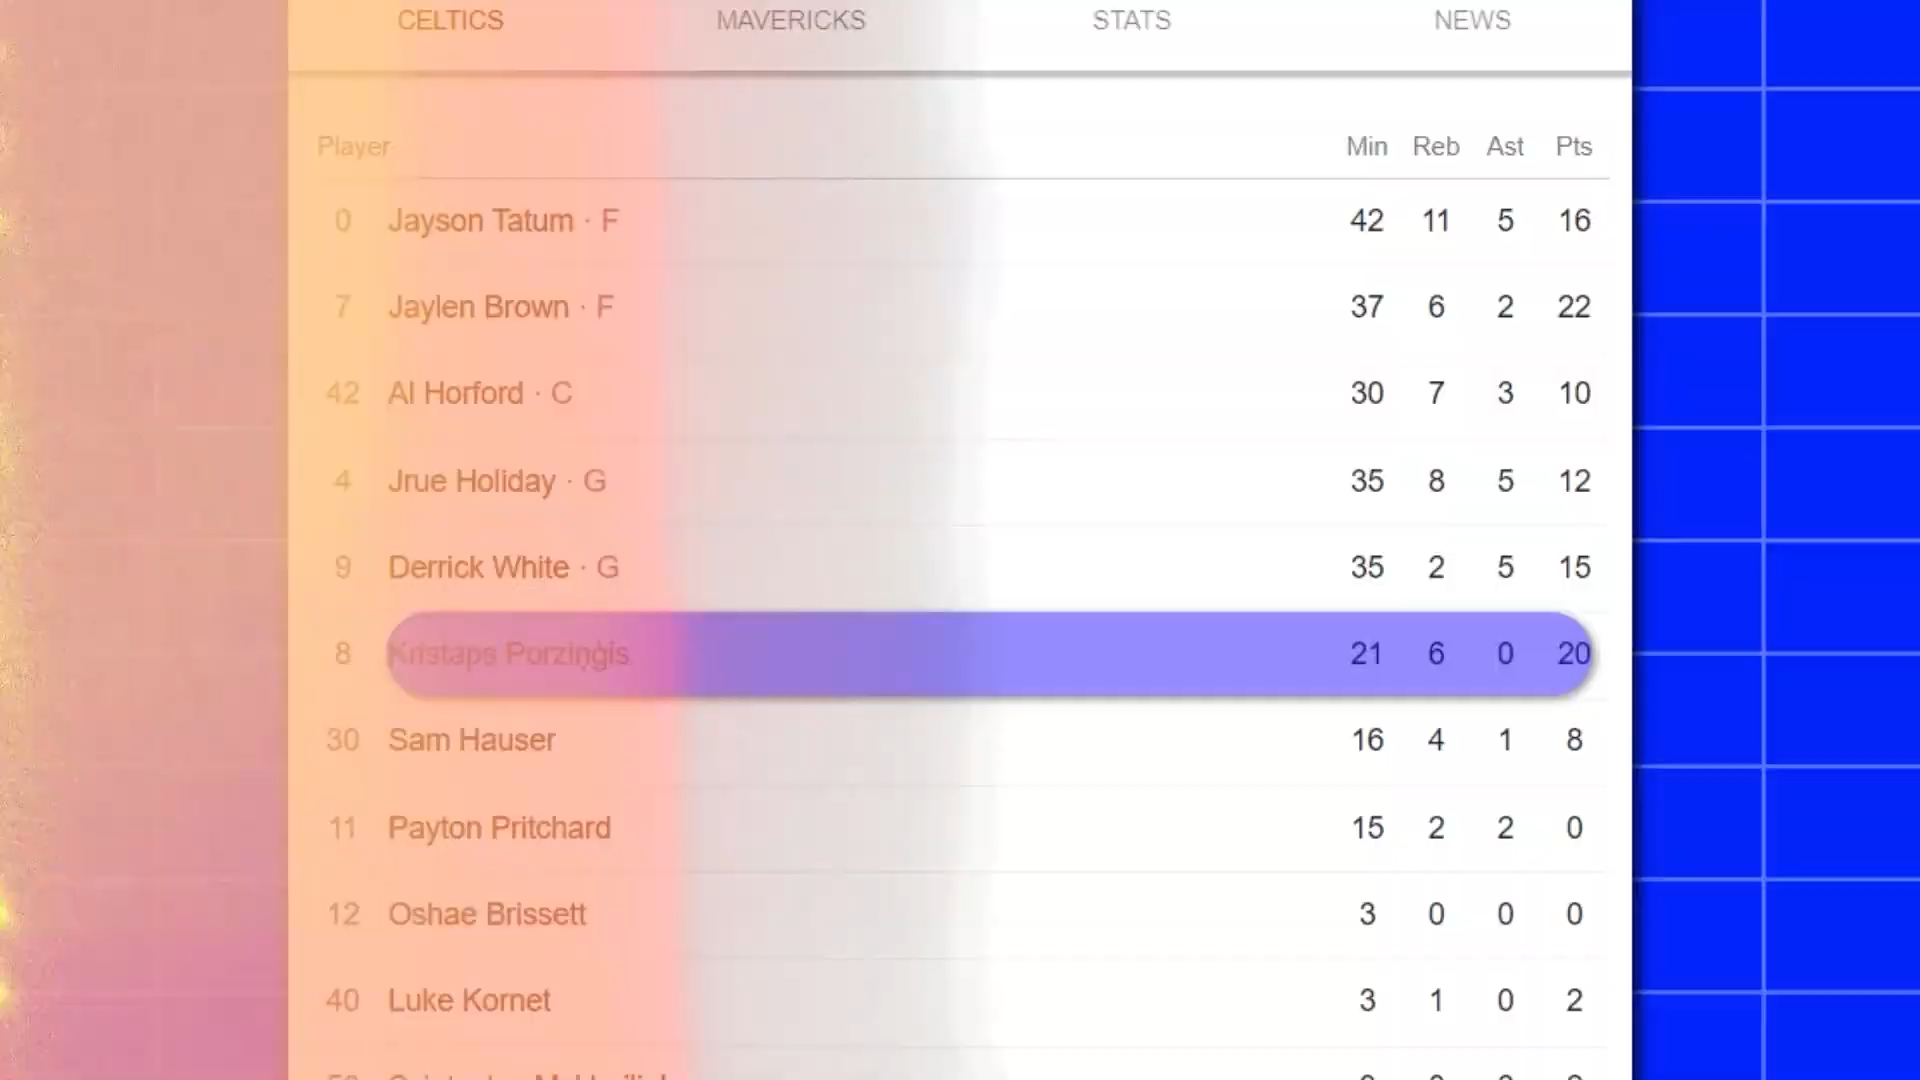 CELTICS MAVERICKS STATS NEWS
Player Min Reb Ast Pts
0 Jayson Tatum · F 42 11 5 16
7 Jaylen Brown · F 37 6 2 22
42 Al Horford · C 30 7 3 10
4 Jrue Holiday · G 35 8 5 12
9 Derrick White · G 35 2 5 15
8 Kristaps Porziņģis 21 6 0 20
30 Sam Hauser 16 4 1 8
11 Payton Pritchard 15 2 2 0
12 Oshae Brissett 3 0 0 0
40 Luke Kornet 3 1 0 2